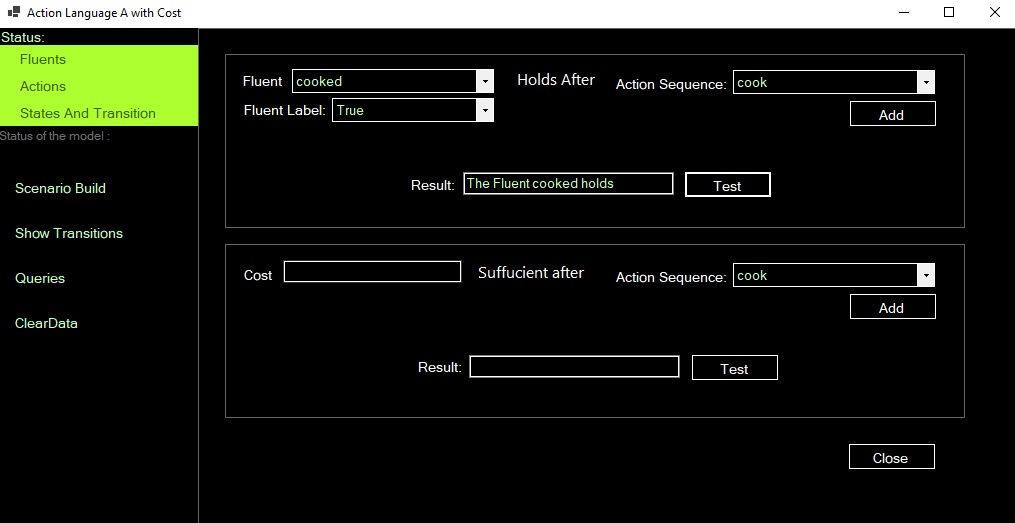 Action Language A with Cost
Status:
Fluents
Actions
States And Transition
Status of the model :
Scenario Build
Show Transitions
Queries
ClearData
Fluent cooked Holds After Action Sequence: cook
Fluent Label: True Add
Result: The Fluent cooked holds Test
Cost Suffucient after Action Sequence: cook
Add
Result: Test
Close